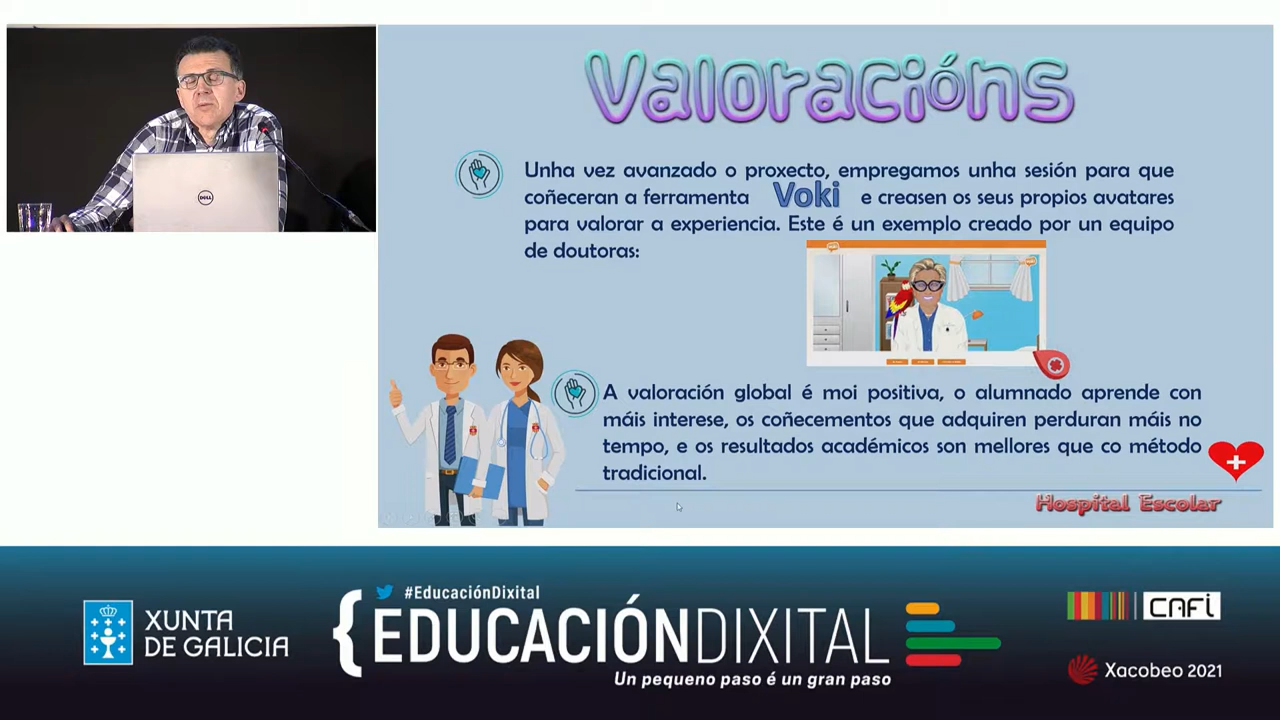 Valoracións
Unha vez avanzado o proxecto, empregamos unha sesión para que
coñeceran a ferramenta Voki e creasen os seus propios avatares
para valorar a experiencia. Este é un exemplo creado por un equipo
de doutoras:
A valoración global é moi positiva, o alumnado aprende con
máis interese, os coñecementos que adquiren perduran máis no
tempo, e os resultados académicos son mellores que co método
tradicional.
Hospital Escolar
DELL
XUNTA
DE GALICIA
#EducaciónDixital
{EDUCACIÓNDIXITAL
Un pequeno paso é un gran paso
CAFi
Xacobeo 2021